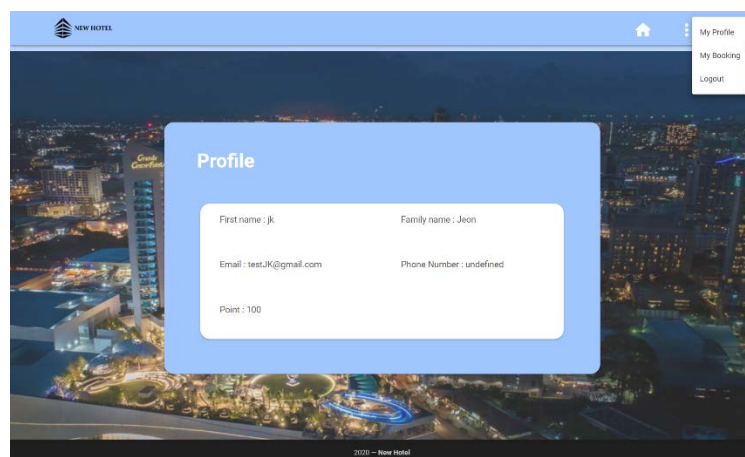 NEW HOTEL
My Profile
My Booking
Logout
Grande
Profile
First name : jk
Family name : Jeon
Email : testJK@gmail.com
Phone Number : undefined
Point : 100
2020 — New Hotel